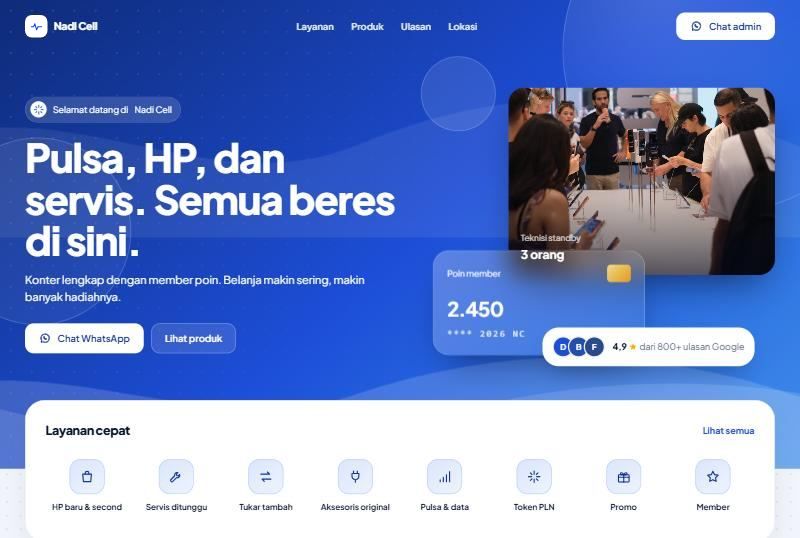 Nadi Cell
Layanan Produk Ulasan Lokasi
Chat admin
Selamat datang di Nadi Cell
Pulsa, HP, dan
servis. Semua beres
di sini.
Konter lengkap dengan member poin. Belanja makin sering, makin
banyak hadiahnya.
Chat WhatsApp
Lihat produk
Teknisi standby
3 orang
Poin member
2.450
**** 2026 NC
D B F 4,9 ★ dari 800+ ulasan Google
Layanan cepat
Lihat semua
HP baru & second
Servis ditunggu
Tukar tambah
Aksesoris original
Pulsa & data
Token PLN
Promo
Member